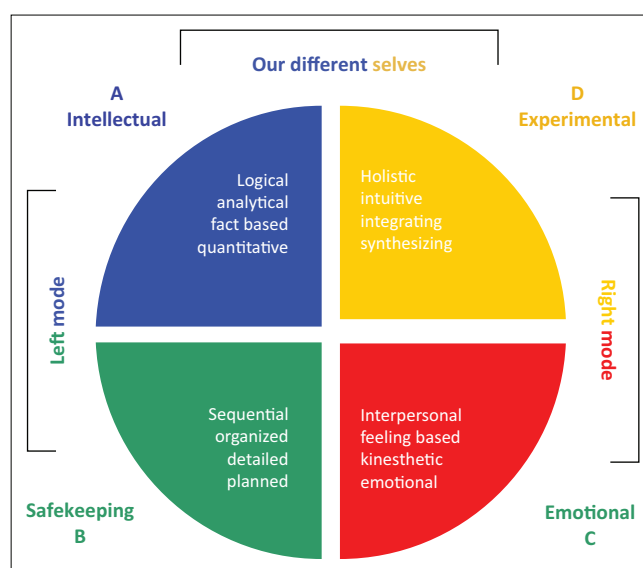 Our different selves
A
Intellectual
D
Experimental
Logical
analytical
fact based
quantitative
Holistic
intuitive
integrating
synthesizing
Left mode
Right mode
Sequential
organized
detailed
planned
Interpersonal
feeling based
kinesthetic
emotional
Safekeeping
B
Emotional
C